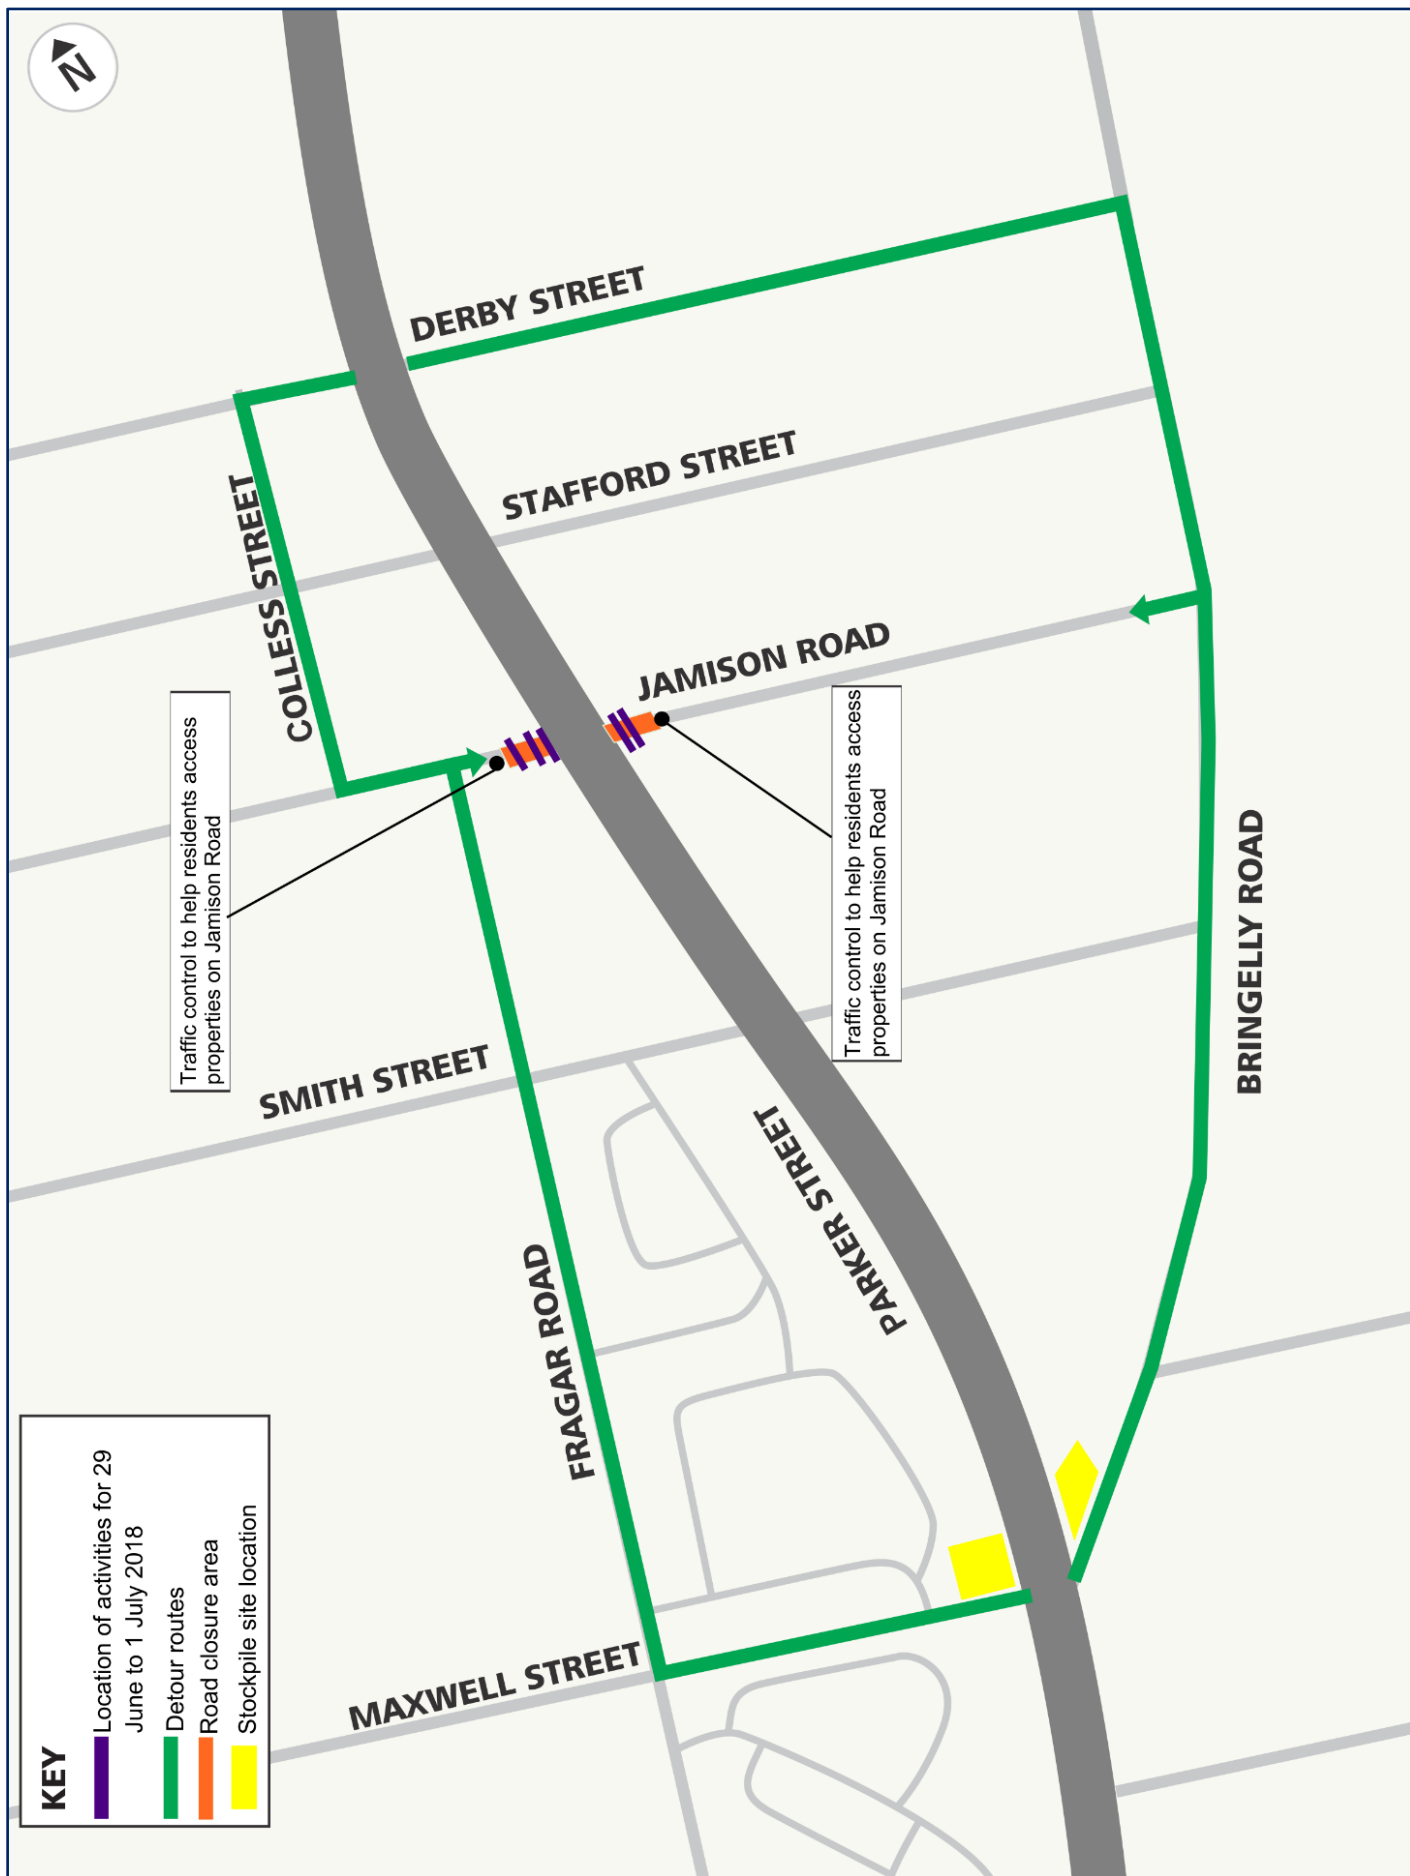 N
DERBY STREET
COLLESS STREET
STAFFORD STREET
JAMISON ROAD
Traffic control to help residents access
properties on Jamison Road
Traffic control to help residents access
properties on Jamison Road
SMITH STREET
PARKER STREET
BRINGELLY ROAD
FRAGAR ROAD
MAXWELL STREET
KEY
Location of activities for 29
June to 1 July 2018
Detour routes
Road closure area
Stockpile site location